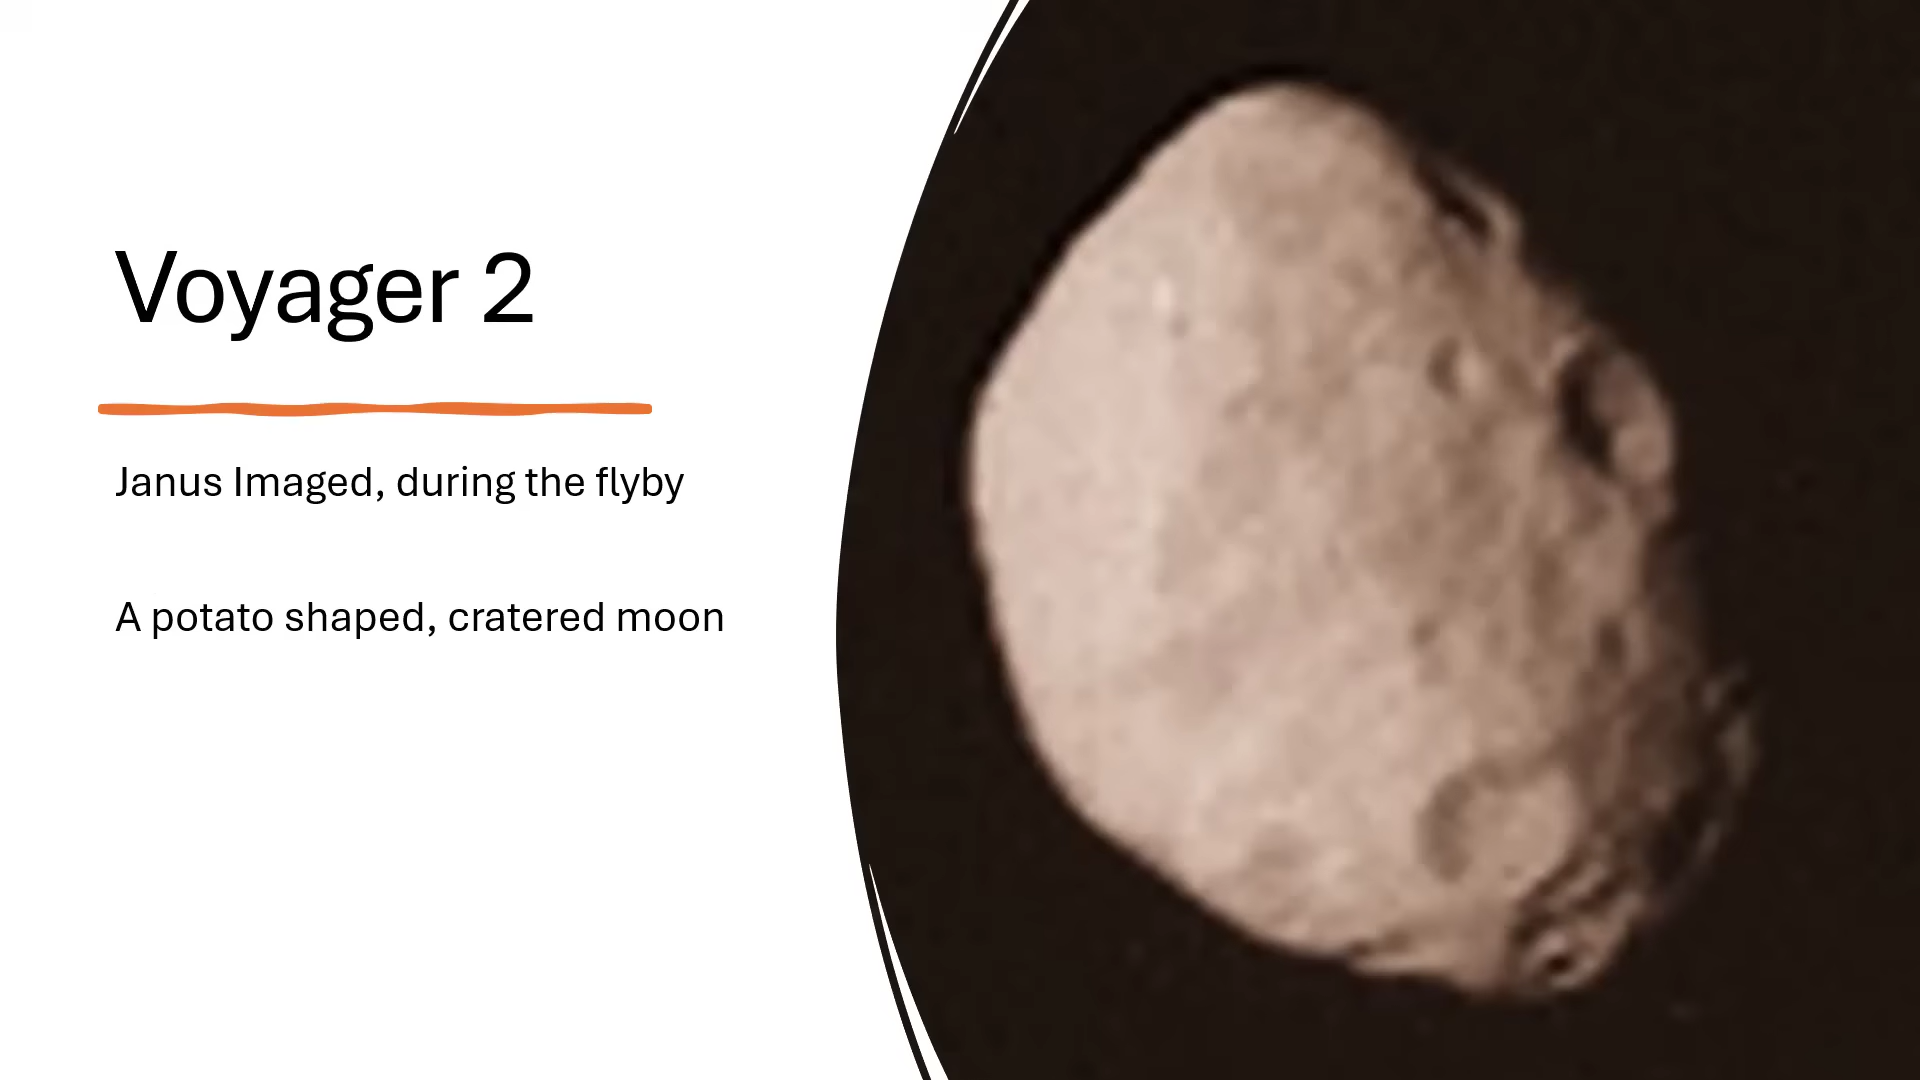 Voyager 2
Janus Imaged, during the flyby
A potato shaped, cratered moon